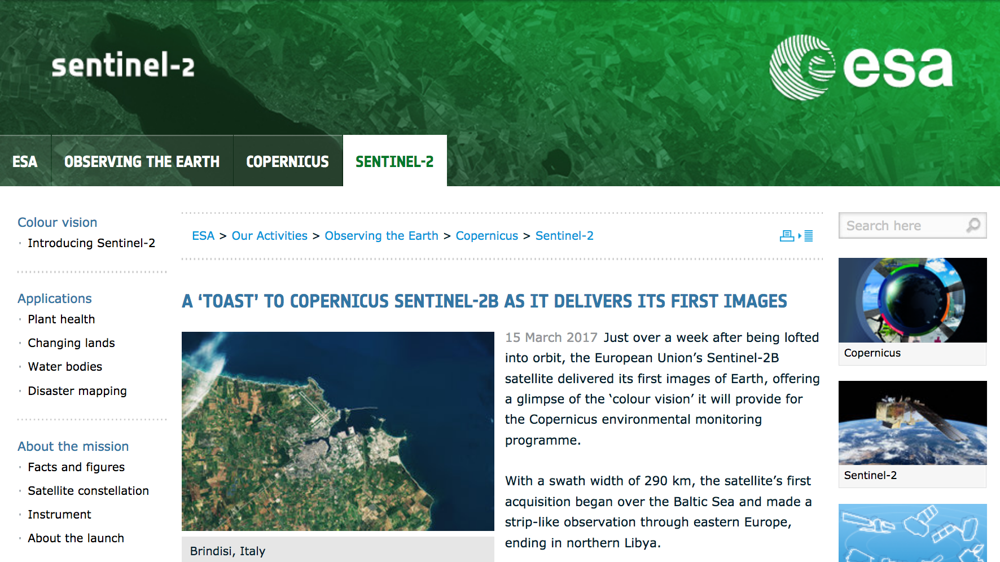 sentinel-2
esa
ESA
OBSERVING THE EARTH
COPERNICUS
SENTINEL-2
Colour vision
Introducing Sentinel-2
Applications
Plant health
Changing lands
Water bodies
Disaster mapping
About the mission
Facts and figures
Satellite constellation
Instrument
About the launch
ESA > Our Activities > Observing the Earth > Copernicus > Sentinel-2
A ‘TOAST’ TO COPERNICUS SENTINEL-2B AS IT DELIVERS ITS FIRST IMAGES
Brindisi, Italy
15 March 2017 Just over a week after being lofted
into orbit, the European Union’s Sentinel-2B
satellite delivered its first images of Earth, offering
a glimpse of the ‘colour vision’ it will provide for
the Copernicus environmental monitoring
programme.
With a swath width of 290 km, the satellite’s first
acquisition began over the Baltic Sea and made a
strip-like observation through eastern Europe,
ending in northern Libya.
Search here
Copernicus
Sentinel-2